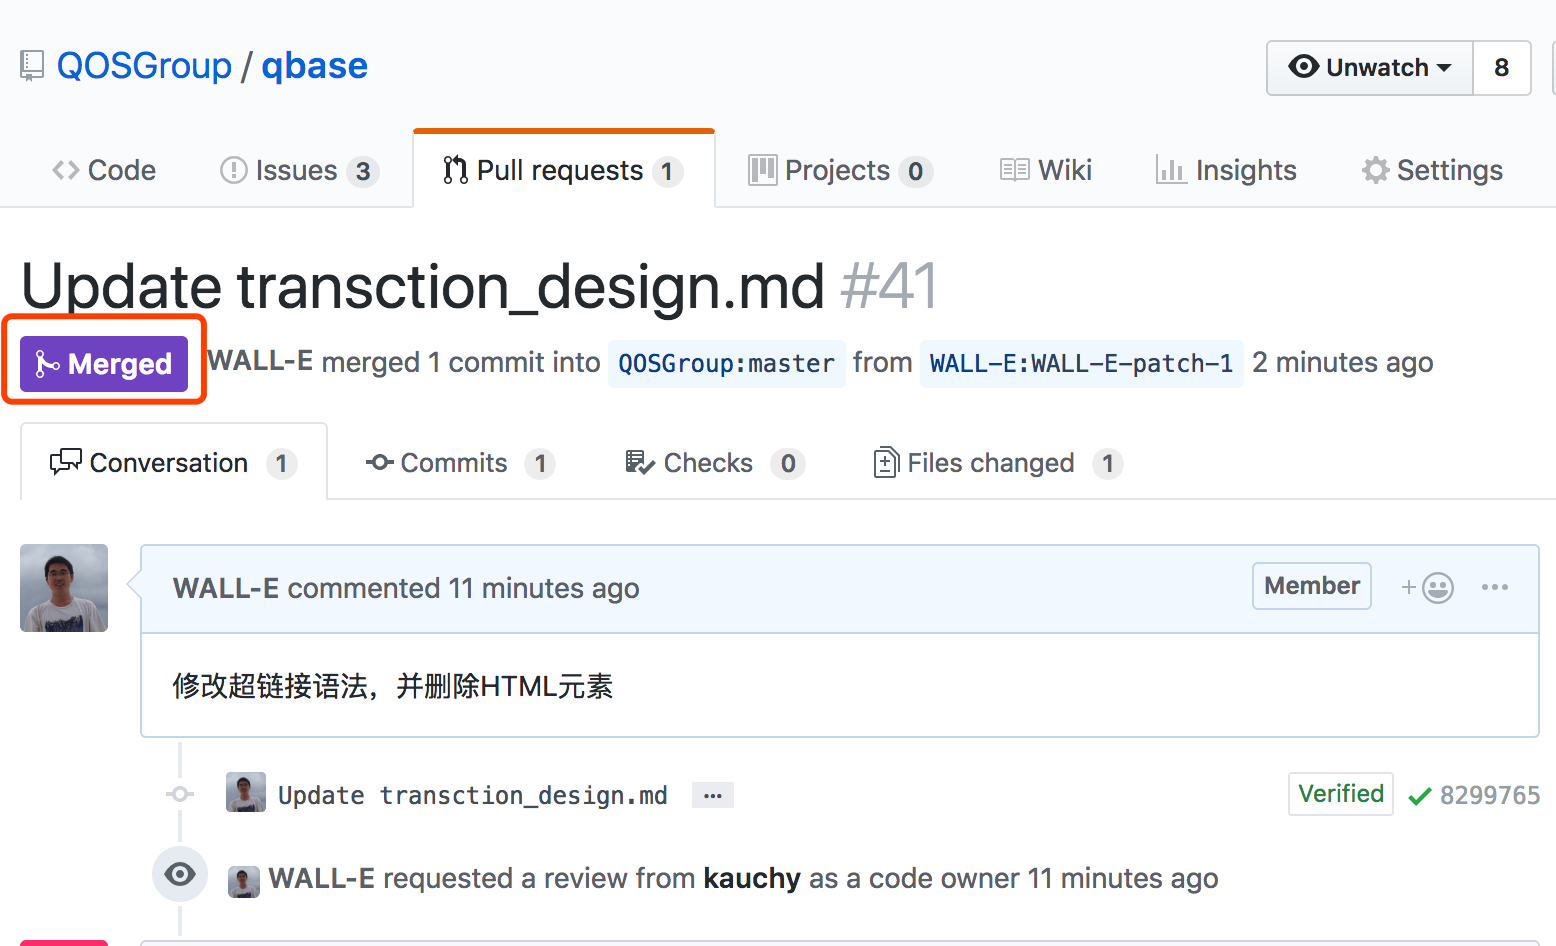 QOSGroup / qbase
Unwatch 8
Code Issues 3 Pull requests 1 Projects 0 Wiki Insights Settings
Update transction_design.md #41
Merged WALL-E merged 1 commit into QOSGroup:master from WALL-E:WALL-E-patch-1 2 minutes ago
Conversation 1 Commits 1 Checks 0 Files changed 1
WALL-E commented 11 minutes ago Member
修改超链接语法，并删除HTML元素
Update transction_design.md ... Verified 8299765
WALL-E requested a review from kauchy as a code owner 11 minutes ago